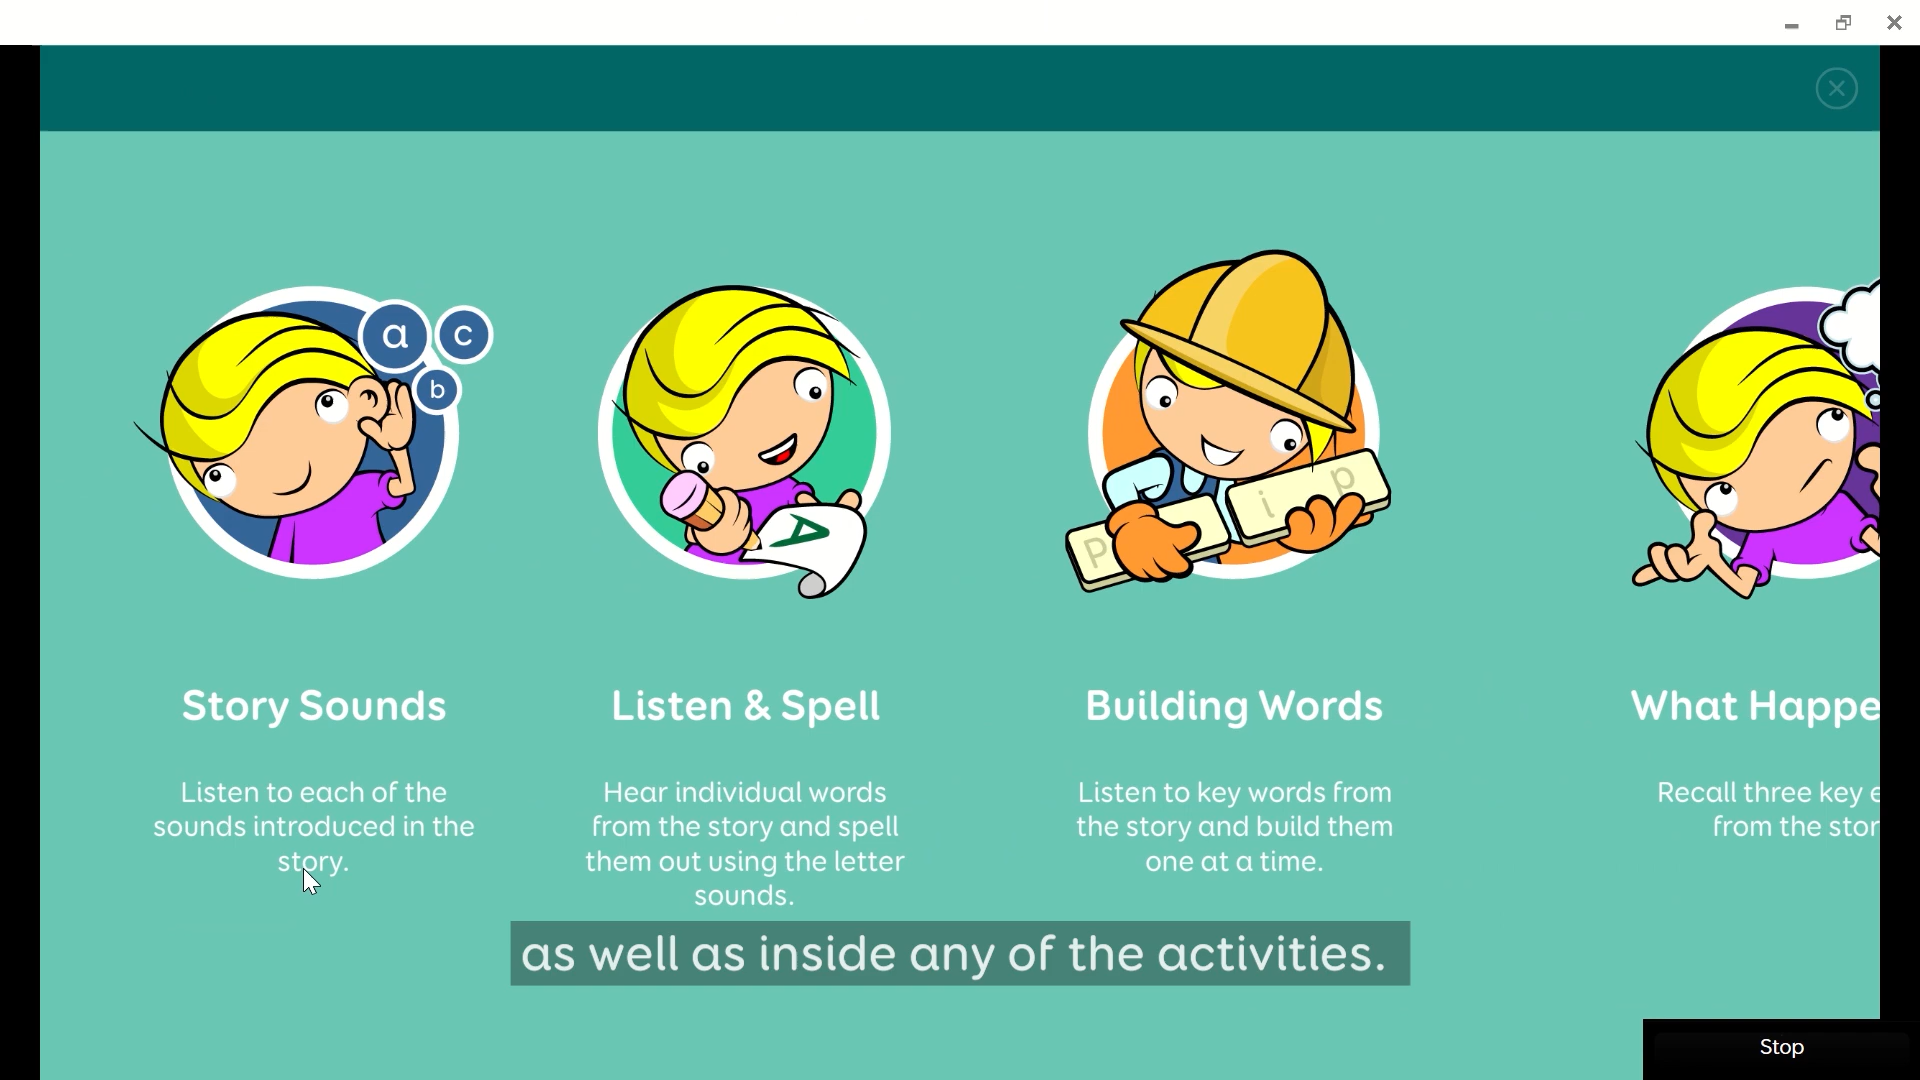 a c
b
A
P i p
Story Sounds
Listen & Spell
Building Words
What Happe
Listen to each of the
sounds introduced in the
story.
Hear individual words
from the story and spell
them out using the letter
sounds.
Listen to key words from
the story and build them
one at a time.
Recall three key e
from the stor
as well as inside any of the activities.
Stop